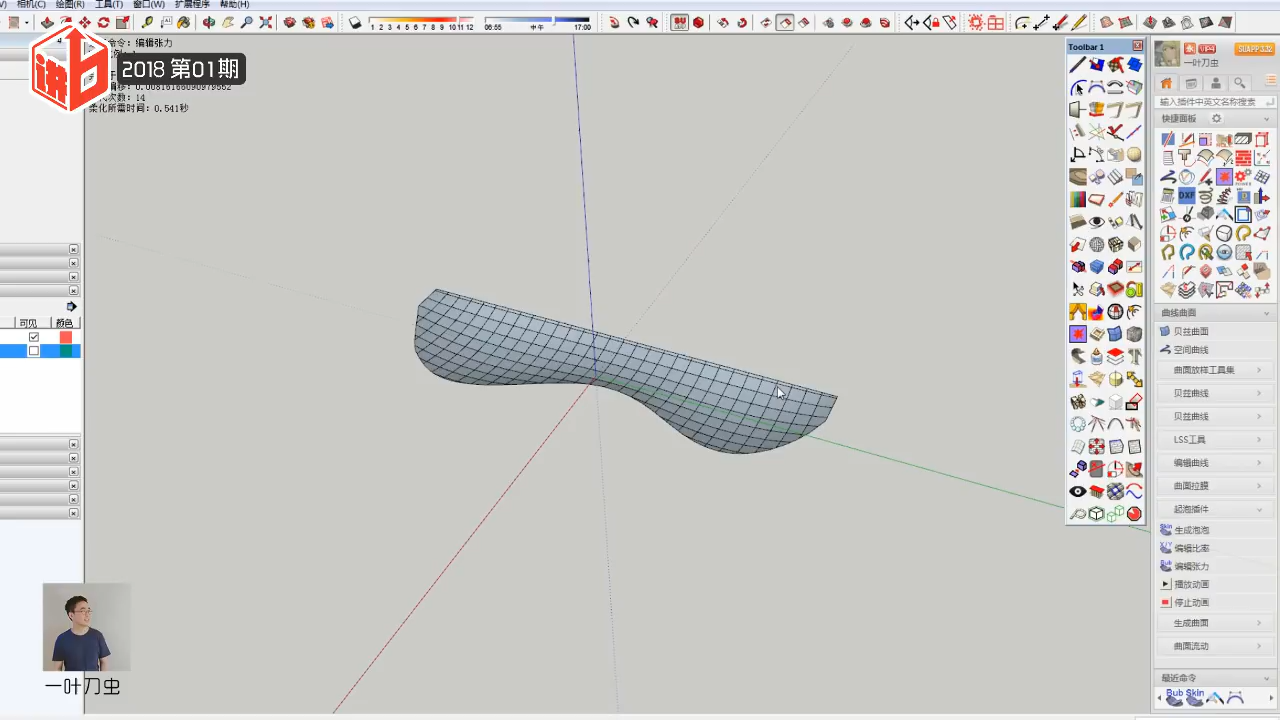 相机(C) 绘图(R) 工具(T) 窗口(W) 扩展程序 帮助(H)
1 2 3 4 5 6 7 8 9 10 11 12
06:55 中午 17:00
命令: 编辑张力
2018 第01期
次数: 14
柔化所需时间: 0.541秒
可见 颜色
Toolbar 1
VIP4
SUAPP 3.32
一叶刀虫
输入插件中英文名称搜索
快捷面板
DXF
曲线曲面
贝兹曲面
空间曲线
曲面放样工具集
贝兹曲线
贝兹曲线
LSS工具
编辑曲线
曲面拉膜
起泡插件
Skin 生成泡泡
X/Y 编辑比率
Bub 编辑张力
播放动画
停止动画
生成曲面
曲面流动
最近命令
Bub Skin
一叶刀虫